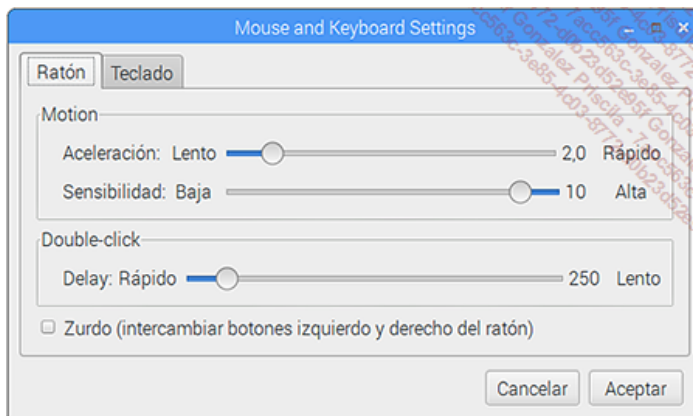 Mouse and Keyboard Settings
Ratón Teclado
Motion
Aceleración: Lento 2,0 Rápido
Sensibilidad: Baja 10 Alta
Double-click
Delay: Rápido 250 Lento
Zurdo (intercambiar botones izquierdo y derecho del ratón)
Cancelar Aceptar